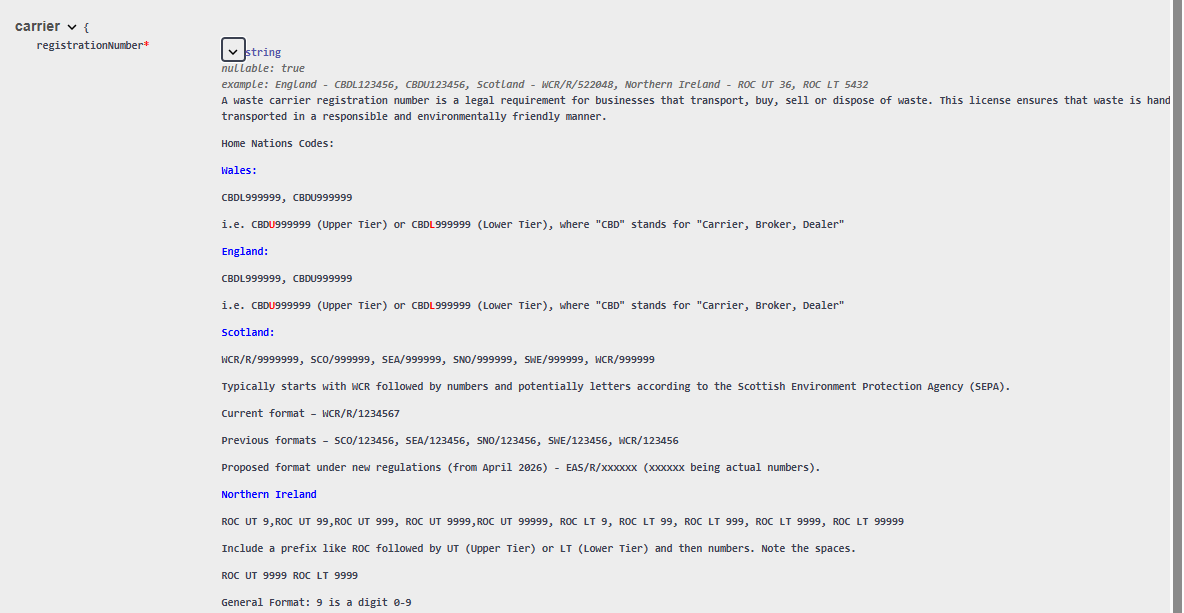 carrier {
registrationNumber*
string
nullable: true
example: England - CBDL123456, CBDU123456, Scotland - WCR/R/522048, Northern Ireland - ROC UT 36, ROC LT 5432
A waste carrier registration number is a legal requirement for businesses that transport, buy, sell or dispose of waste. This license ensures that waste is hand
transported in a responsible and environmentally friendly manner.
Home Nations Codes:
Wales:
CBDL999999, CBDU999999
i.e. CBDU999999 (Upper Tier) or CBDL999999 (Lower Tier), where "CBD" stands for "Carrier, Broker, Dealer"
England:
CBDL999999, CBDU999999
i.e. CBDU999999 (Upper Tier) or CBDL999999 (Lower Tier), where "CBD" stands for "Carrier, Broker, Dealer"
Scotland:
WCR/R/9999999, SCO/999999, SEA/999999, SNO/999999, SWE/999999, WCR/999999
Typically starts with WCR followed by numbers and potentially letters according to the Scottish Environment Protection Agency (SEPA).
Current format – WCR/R/1234567
Previous formats – SCO/123456, SEA/123456, SNO/123456, SWE/123456, WCR/123456
Proposed format under new regulations (from April 2026) - EAS/R/xxxxxx (xxxxxx being actual numbers).
Northern Ireland
ROC UT 9,ROC UT 99,ROC UT 999, ROC UT 9999,ROC UT 99999, ROC LT 9, ROC LT 99, ROC LT 999, ROC LT 9999, ROC LT 99999
Include a prefix like ROC followed by UT (Upper Tier) or LT (Lower Tier) and then numbers. Note the spaces.
ROC UT 9999 ROC LT 9999
General Format: 9 is a digit 0-9